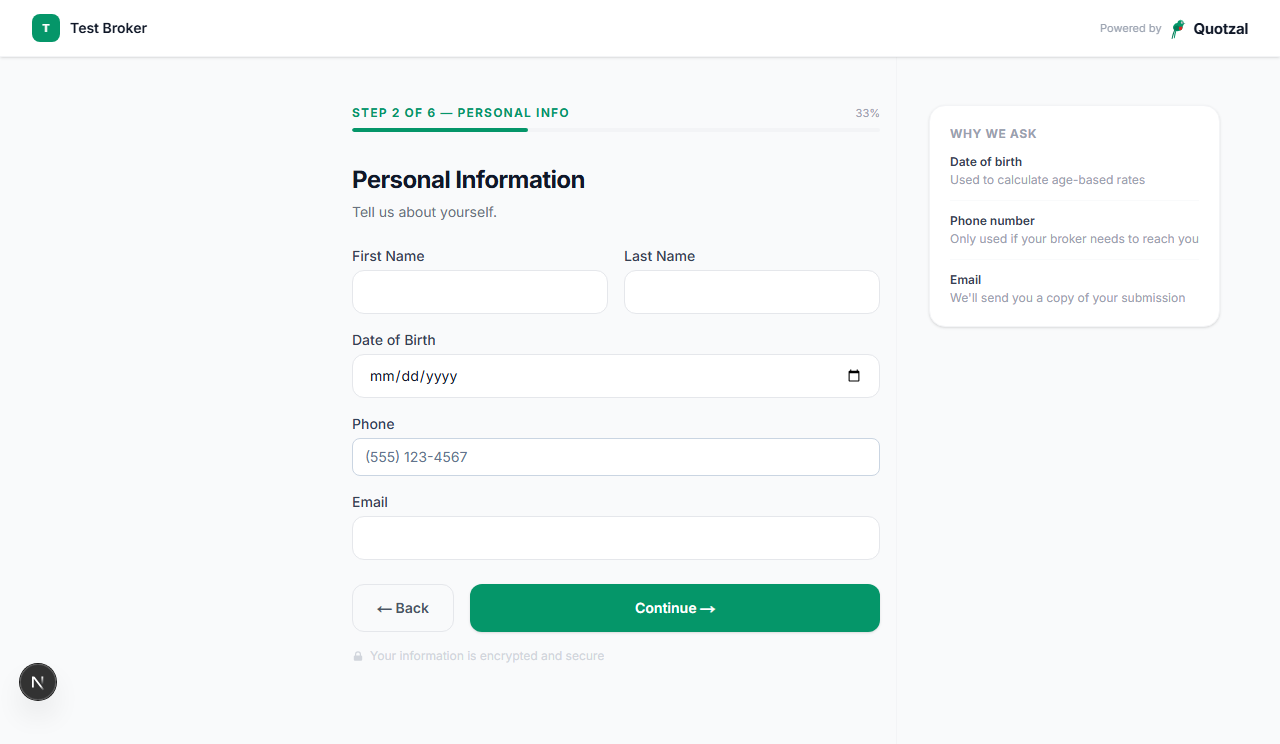 T
Test Broker
Powered by
Quotzal
STEP 2 OF 6 — PERSONAL INFO
33%
Personal Information
Tell us about yourself.
First Name
Last Name
Date of Birth
mm/dd/yyyy
Phone
(555) 123-4567
Email
← Back
Continue →
Your information is encrypted and secure
WHY WE ASK
Date of birth
Used to calculate age-based rates
Phone number
Only used if your broker needs to reach you
Email
We'll send you a copy of your submission
N